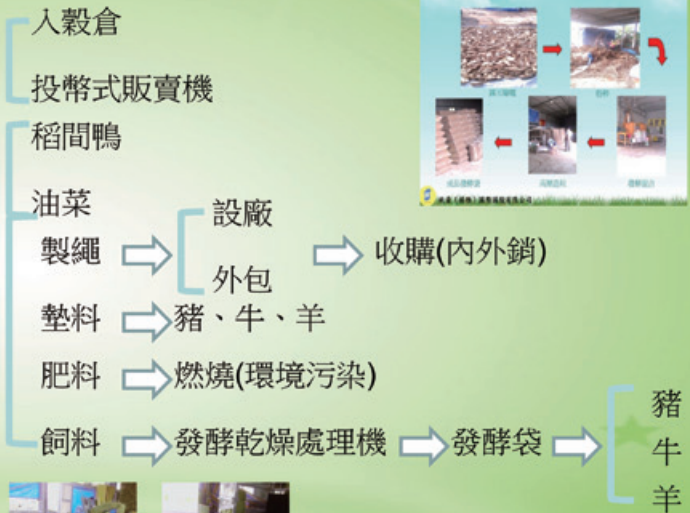 入穀倉
投幣式販賣機
稻間鴨
油菜
製繩
設廠
外包
收購(內外銷)
墊料
豬、牛、羊
肥料
燃燒(環境污染)
飼料
發酵乾燥處理機
發酵袋
豬
牛
羊